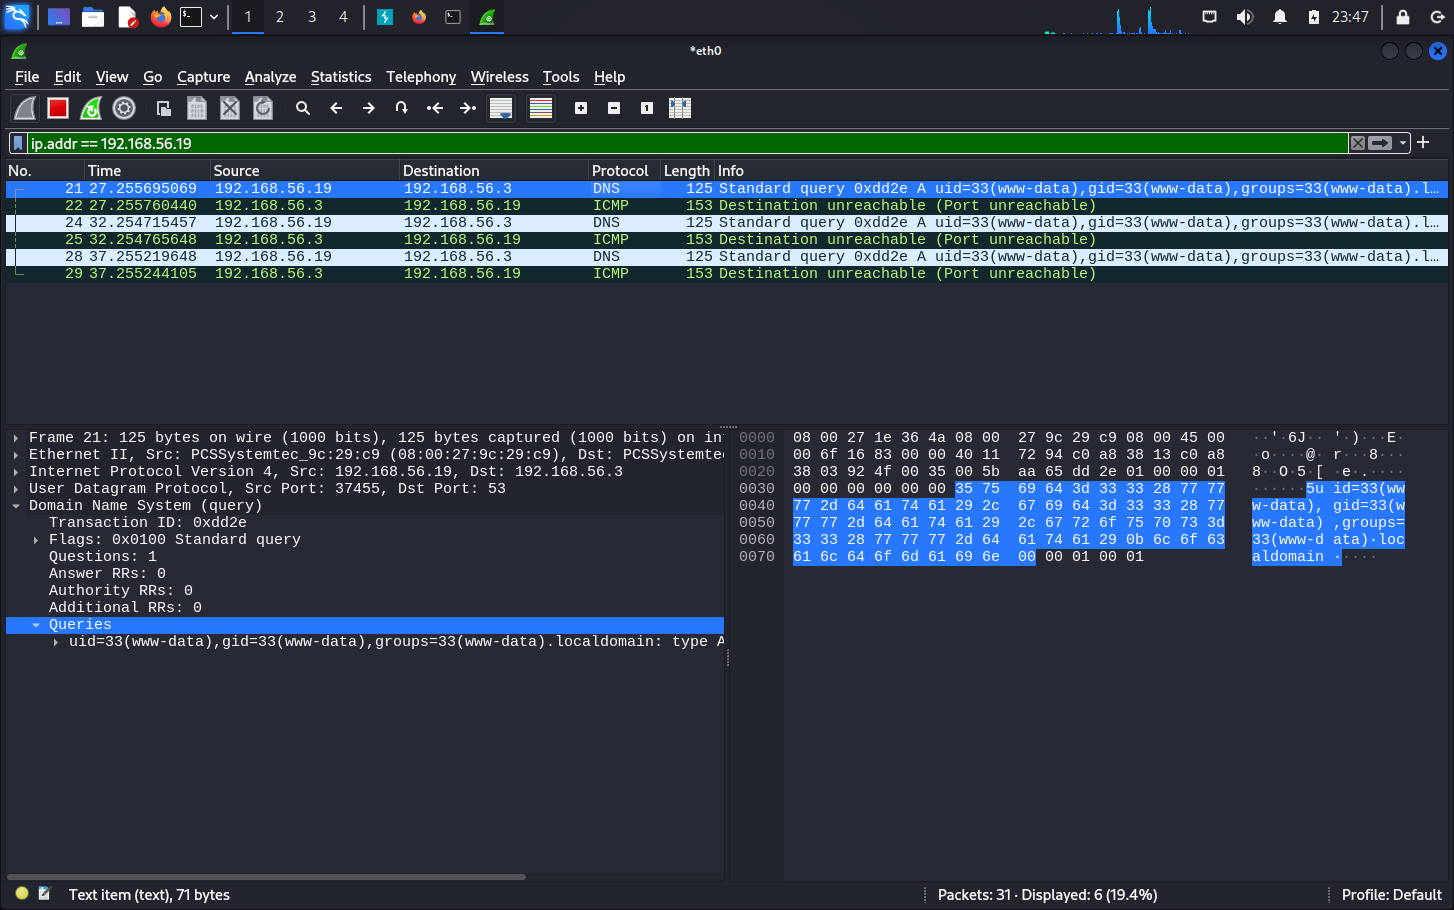 1 2 3 4 23:47
*eth0
File Edit View Go Capture Analyze Statistics Telephony Wireless Tools Help
ip.addr == 192.168.56.19
No. Time Source Destination Protocol Length Info
21 27.255695069 192.168.56.19 192.168.56.3 DNS 125 Standard query 0xdd2e A uid=33(www-data),gid=33(www-data),groups=33(www-data).l…
22 27.255760440 192.168.56.3 192.168.56.19 ICMP 153 Destination unreachable (Port unreachable)
24 32.254715457 192.168.56.19 192.168.56.3 DNS 125 Standard query 0xdd2e A uid=33(www-data),gid=33(www-data),groups=33(www-data).l…
25 32.254765648 192.168.56.3 192.168.56.19 ICMP 153 Destination unreachable (Port unreachable)
28 37.255219648 192.168.56.19 192.168.56.3 DNS 125 Standard query 0xdd2e A uid=33(www-data),gid=33(www-data),groups=33(www-data).l…
29 37.255244105 192.168.56.3 192.168.56.19 ICMP 153 Destination unreachable (Port unreachable)
Frame 21: 125 bytes on wire (1000 bits), 125 bytes captured (1000 bits) on in
Ethernet II, Src: PCSSystemtec_9c:29:c9 (08:00:27:9c:29:c9), Dst: PCSSystemte
Internet Protocol Version 4, Src: 192.168.56.19, Dst: 192.168.56.3
User Datagram Protocol, Src Port: 37455, Dst Port: 53
Domain Name System (query)
Transaction ID: 0xdd2e
Flags: 0x0100 Standard query
Questions: 1
Answer RRs: 0
Authority RRs: 0
Additional RRs: 0
Queries
uid=33(www-data),gid=33(www-data),groups=33(www-data).localdomain: type A
0000 08 00 27 1e 36 4a 08 00 27 9c 29 c9 08 00 45 00 ··'·6J·· '·)···E·
0010 00 6f 16 83 00 00 40 11 72 94 c0 a8 38 13 c0 a8 ·o····@· r···8···
0020 38 03 92 4f 00 35 00 5b aa 65 dd 2e 01 00 00 01 8··O·5·[ ·e·.····
0030 00 00 00 00 00 00 35 75 69 64 3d 33 33 28 77 77 ······5u id=33(ww
0040 77 2d 64 61 74 61 29 2c 67 69 64 3d 33 33 28 77 w-data), gid=33(w
0050 77 77 2d 64 61 74 61 29 2c 67 72 6f 75 70 73 3d ww-data) ,groups=
0060 33 33 28 77 77 77 2d 64 61 74 61 29 0b 6c 6f 63 33(www-d ata)·loc
0070 61 6c 64 6f 6d 61 69 6e 00 00 01 00 01 aldomain ·····
Text item (text), 71 bytes Packets: 31 · Displayed: 6 (19.4%) Profile: Default